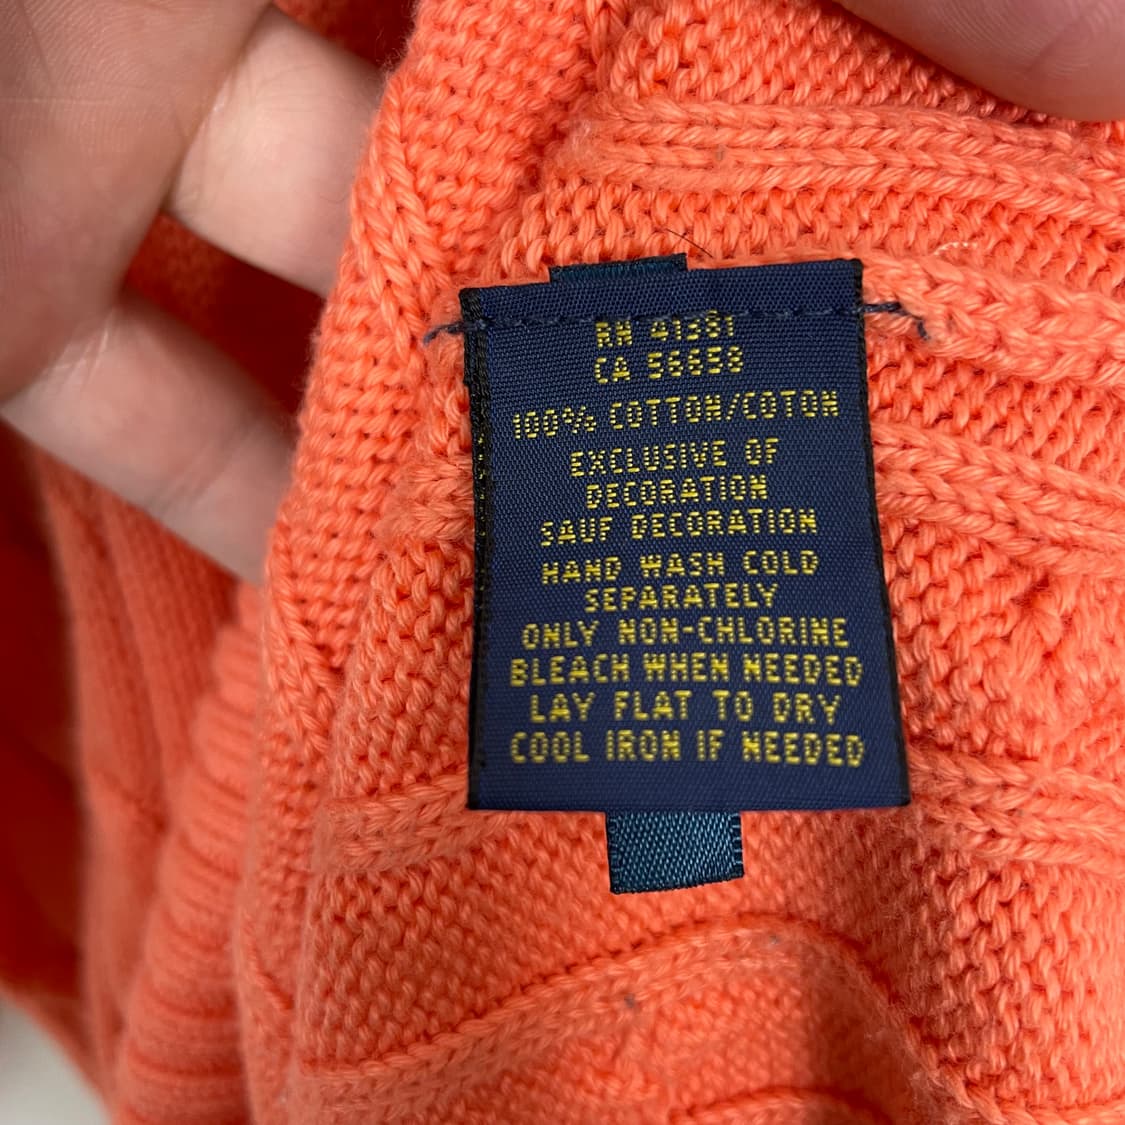 RN 41381
CA 56658
100% COTTON/COTON
EXCLUSIVE OF
DECORATION
SAUF DECORATION
HAND WASH COLD
SEPARATELY
ONLY NON-CHLORINE
BLEACH WHEN NEEDED
LAY FLAT TO DRY
COOL IRON IF NEEDED